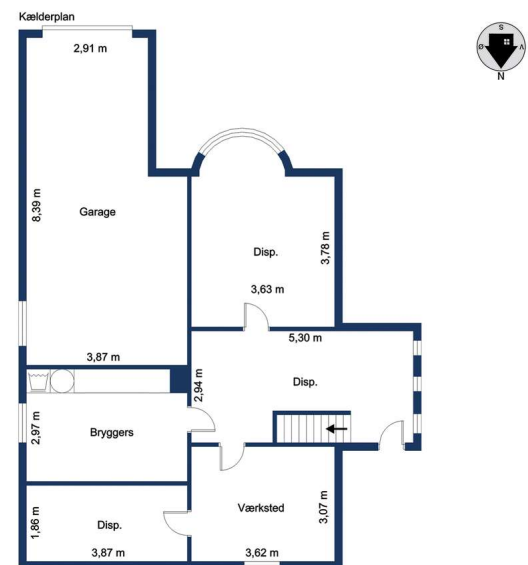 Kælderplan
2,91 m
S
Ø
V
N
8,39 m
Garage
3,78 m
Disp.
3,63 m
3,87 m
5,30 m
2,94 m
Disp.
2,97 m
Bryggers
1,86 m
Disp.
3,87 m
Værksted
3,07 m
3,62 m